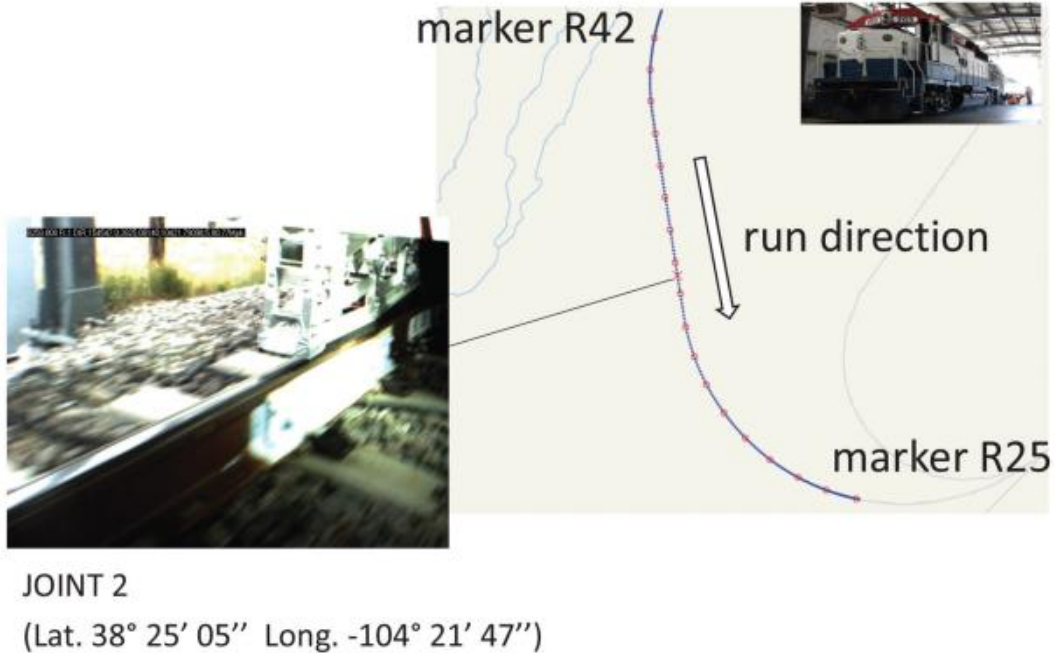 marker R42
run direction
marker R25
JOINT 2
(Lat. 38° 25’ 05’’ Long. -104° 21’ 47’’)